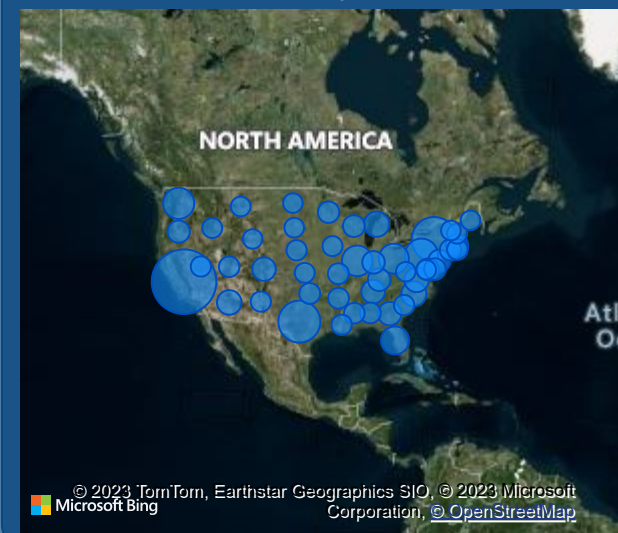 NORTH AMERICA
© 2023 TomTom, Earthstar Geographics SIO, © 2023 Microsoft
Microsoft Bing
Corporation, © OpenStreetMap